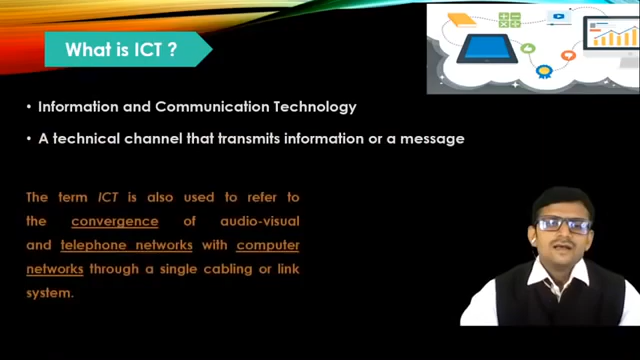 What is ICT ?
• Information and Communication Technology
• A technical channel that transmits information or a message
The term ICT is also used to refer to
the convergence of audio-visual
and telephone networks with computer
networks through a single cabling or link
system.